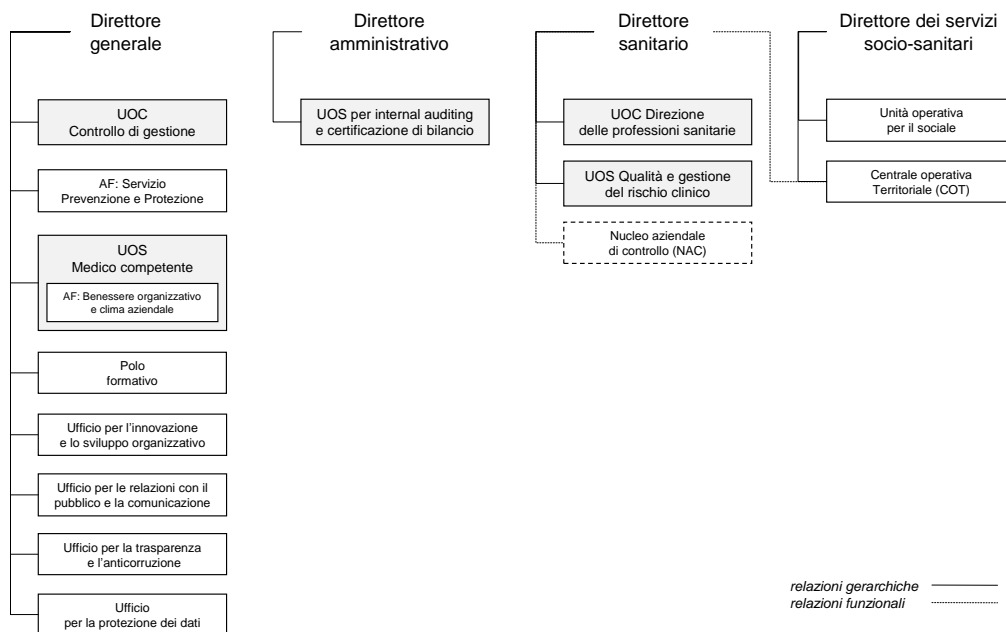 Direttore
generale
UOC
Controllo di gestione
AF: Servizio
Prevenzione e Protezione
UOS
Medico competente
AF: Benessere organizzativo
e clima aziendale
Polo
formativo
Ufficio per l'innovazione
e lo sviluppo organizzativo
Ufficio per le relazioni con il
pubblico e la comunicazione
Ufficio per la trasparenza
e l'anticorruzione
Ufficio
per la protezione dei dati
Direttore
amministrativo
UOS per internal auditing
e certificazione di bilancio
Direttore
sanitario
UOC Direzione
delle professioni sanitarie
UOS Qualità e gestione
del rischio clinico
Nucleo aziendale
di controllo (NAC)
Direttore dei servizi
socio-sanitari
Unità operativa
per il sociale
Centrale operativa
Territoriale (COT)
relazioni gerarchiche
relazioni funzionali